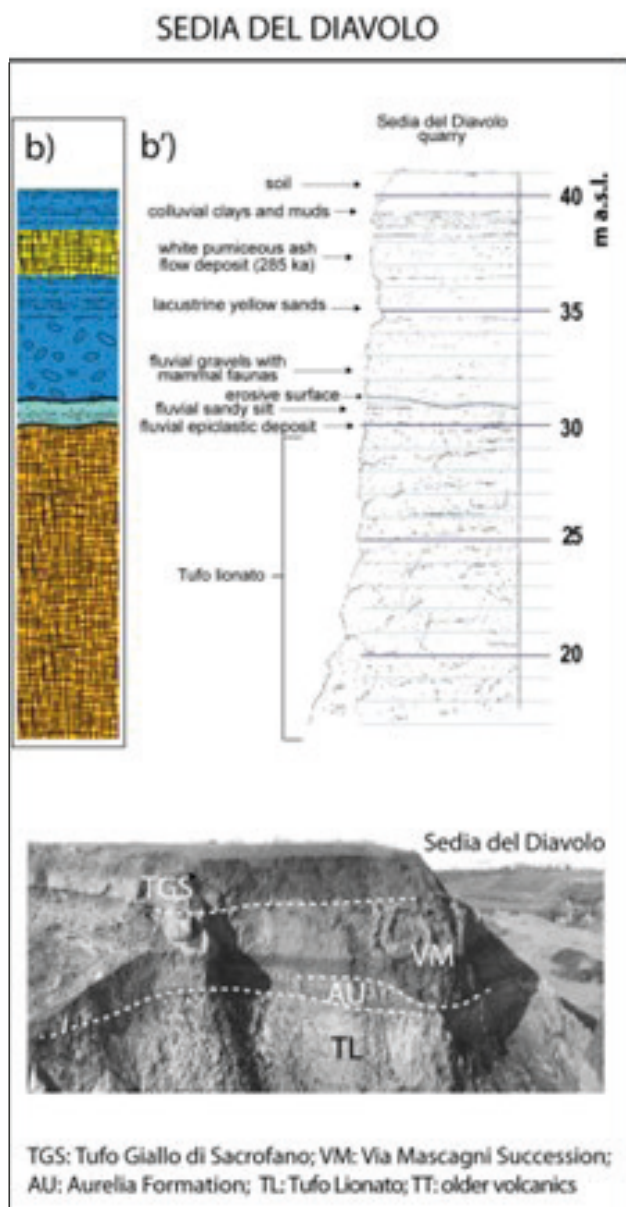 SEDIA DEL DIAVOLO
b)
b')
Sedia del Diavolo
quarry
m a.s.l.
soil
40
colluvial clays and muds
white pumiceous ash
flow deposit (285 ka)
lacustrine yellow sands
35
fluvial gravels with
mammal faunas
erosive surface
fluvial sandy silt
fluvial epiclastic deposit
30
25
Tufo lionato
20
Sedia del Diavolo
TGS
VM
AU
TL
TGS: Tufo Giallo di Sacrofano; VM: Via Mascagni Succession;
AU: Aurelia Formation; TL: Tufo Lionato; TT: older volcanics